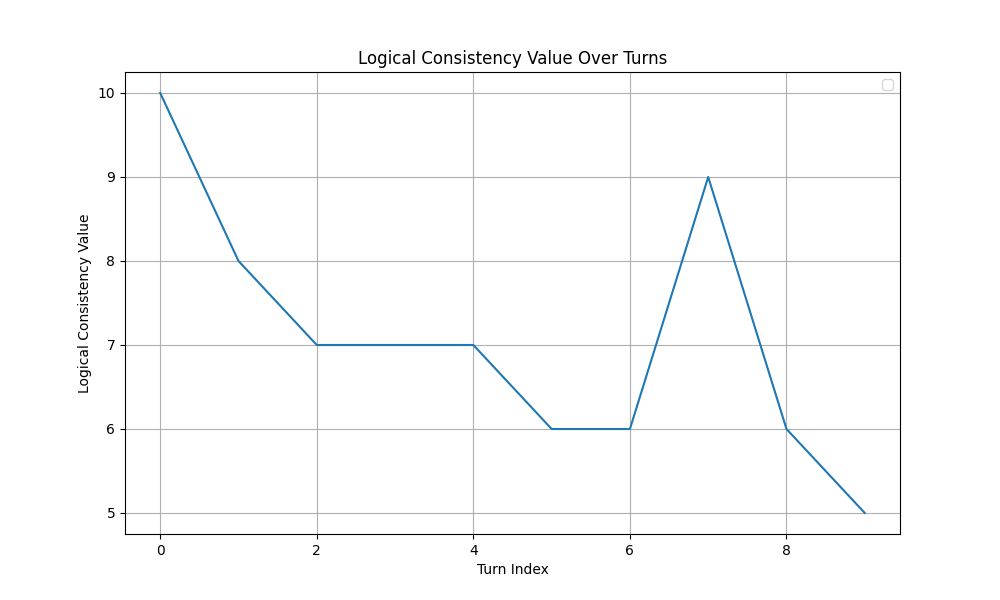 Logical Consistency Value Over Turns
10
9
8
7
6
5
Logical Consistency Value
0 2 4 6 8
Turn Index